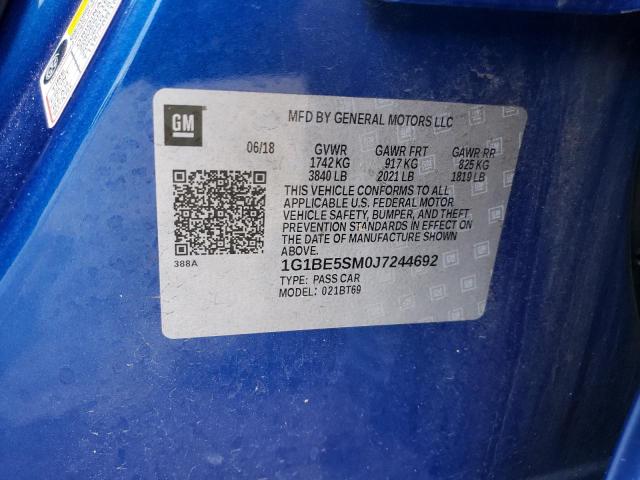 GM
MFD BY GENERAL MOTORS LLC
06/18 GVWR GAWR FRT GAWR RR
1742 KG 917 KG 825 KG
3840 LB 2021 LB 1819 LB
THIS VEHICLE CONFORMS TO ALL
APPLICABLE U.S. FEDERAL MOTOR
VEHICLE SAFETY, BUMPER, AND THEFT
PREVENTION STANDARDS IN EFFECT ON
THE DATE OF MANUFACTURE SHOWN
ABOVE.
388A
1G1BE5SM0J7244692
TYPE: PASS CAR
MODEL: 021BT69